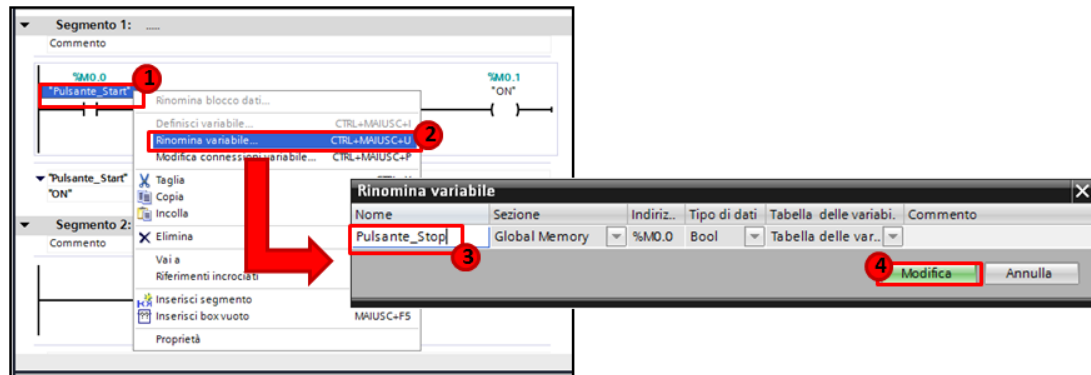 Segmento 1: .....
Commento
%M0.0
"Pulsante_Start"
1
%M0.1
"ON"
Rinomina blocco dati...
Definisci variabile... CTRL+MAIUSC+I
Rinomina variabile... CTRL+MAIUSC+U
2
Modifica connessioni variabile... CTRL+MAIUSC+P
"Pulsante_Start"
"ON"
Taglia
Copia
Incolla
Elimina
Segmento 2:
Commento
Vai a
Riferimenti incrociati
Inserisci segmento
Inserisci box vuoto MAIUSC+F5
Proprietà
Rinomina variabile
Nome Sezione Indiriz.. Tipo di dati Tabella delle variabi. Commento
Pulsante_Stop Global Memory %M0.0 Bool Tabella delle var..
3
4
Modifica Annulla